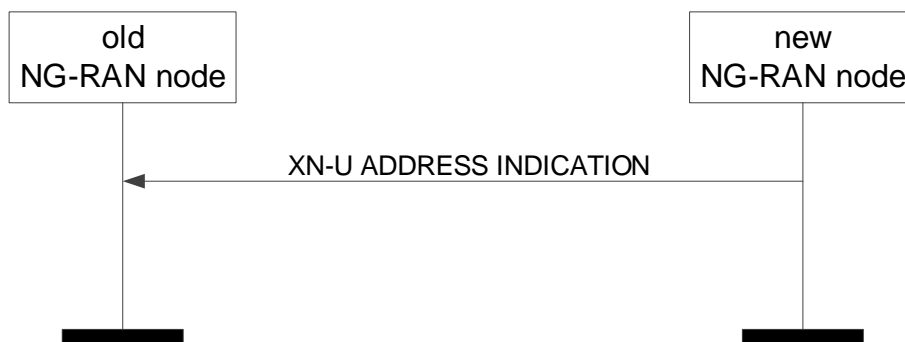 old
NG-RAN node
new
NG-RAN node
XN-U ADDRESS INDICATION